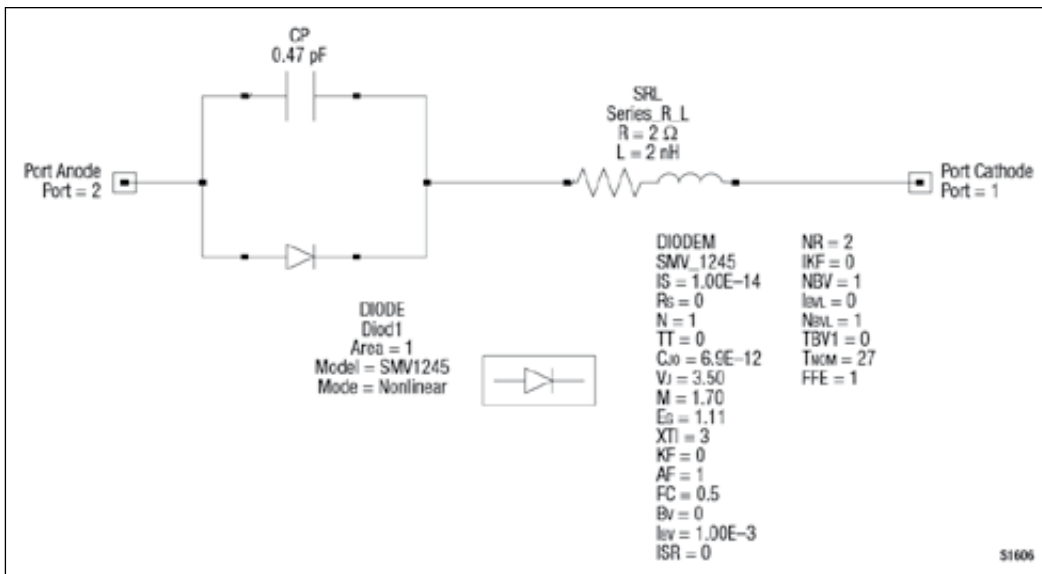 CP
0.47 pF
SRL
Series_R_L
R = 2 Ω
L = 2 nH
Port Anode
Port = 2
Port Cathode
Port = 1
DIODE
Diod1
Area = 1
Model = SMV1245
Mode = Nonlinear
DIODEM
SMV_1245
IS = 1.00E–14
RS = 0
N = 1
TT = 0
CJ0 = 6.9E–12
VJ = 3.50
M = 1.70
EG = 1.11
XTI = 3
KF = 0
AF = 1
FC = 0.5
BV = 0
IBV = 1.00E–3
ISR = 0
NR = 2
IKF = 0
NBV = 1
IBVL = 0
NBVL = 1
TBV1 = 0
TNOM = 27
FFE = 1
S1606